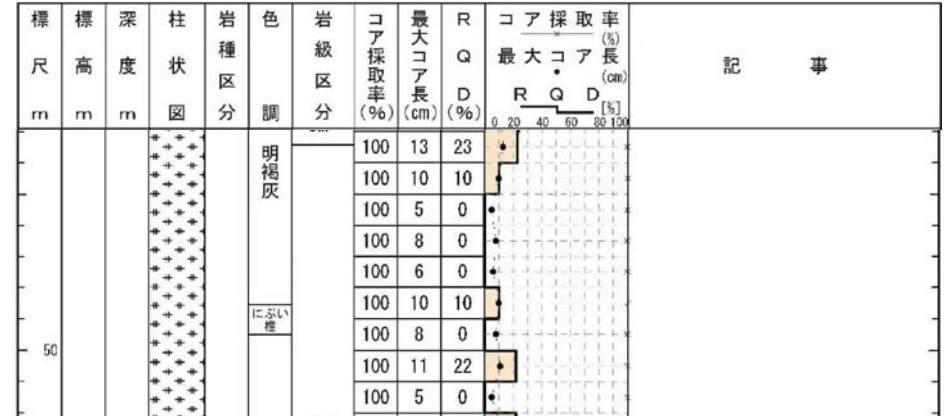 標尺m
標高m
深度m
柱状図
岩種区分
色調
岩級区分
コア採取率(%)
最大コア長(cm)
RQD(%)
コア採取率(%)
最大コア長(cm)
RQD[%]
0 20 40 60 80 100
記事
明褐灰
100 13 23
100 10 10
100 5 0
100 8 0
100 6 0
100 10 10
にぶい橙
100 8 0
50
100 11 22
100 5 0